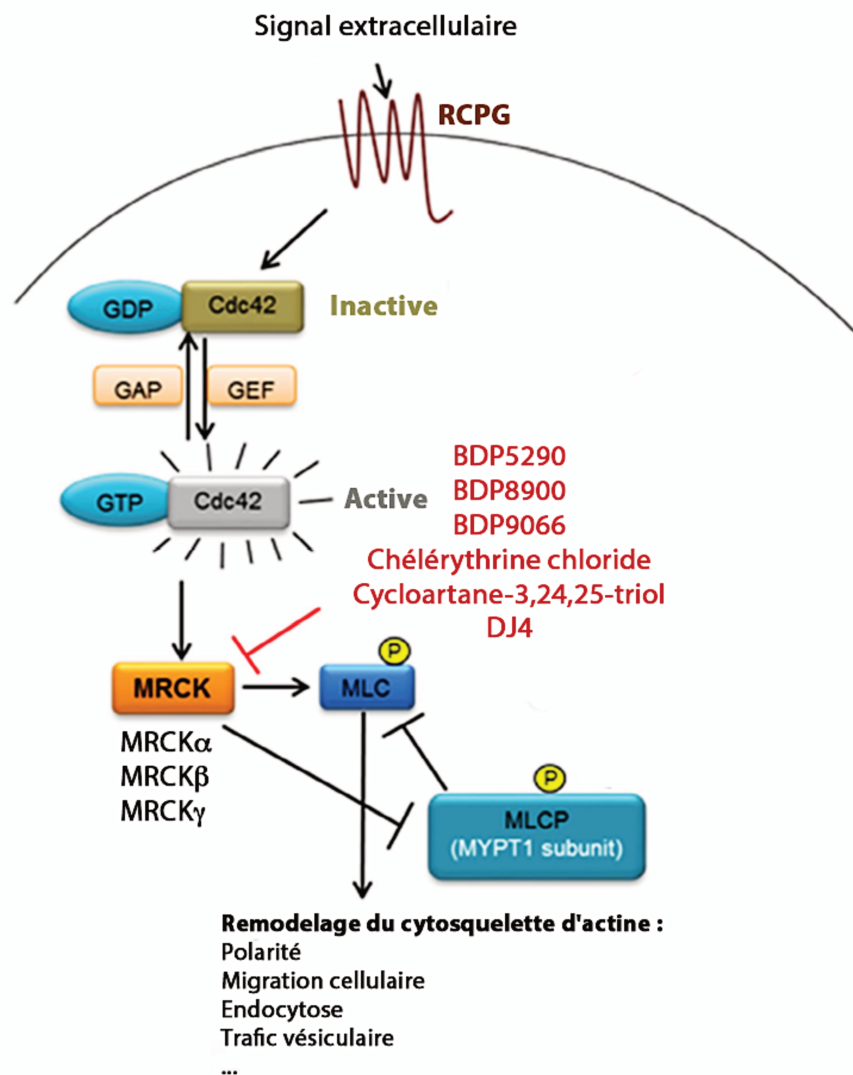 Signal extracellulaire
RCPG
GDP
Cdc42
Inactive
GAP
GEF
GTP
Cdc42
Active
BDP5290
BDP8900
BDP9066
Chélérythrine chloride
Cycloartane-3,24,25-triol
DJ4
P
MRCK
MLC
MRCKα
MRCKβ
MRCKγ
P
MLCP
(MYPT1 subunit)
Remodelage du cytosquelette d'actine :
Polarité
Migration cellulaire
Endocytose
Trafic vésiculaire
...